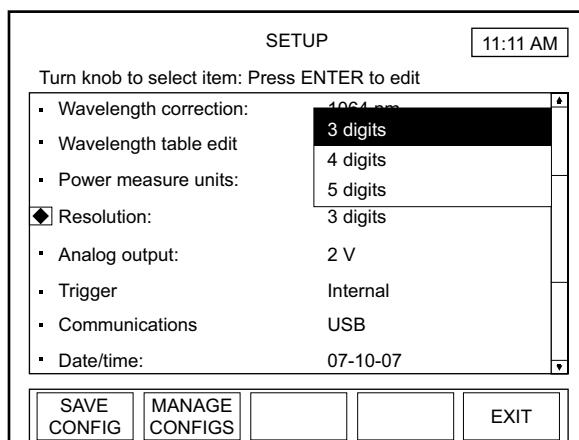 SETUP
11:11 AM
Turn knob to select item: Press ENTER to edit
Wavelength correction: 1064 nm
3 digits
Wavelength table edit
4 digits
Power measure units:
5 digits
Resolution: 3 digits
Analog output: 2 V
Trigger Internal
Communications USB
Date/time: 07-10-07
SAVE CONFIG
MANAGE CONFIGS
EXIT